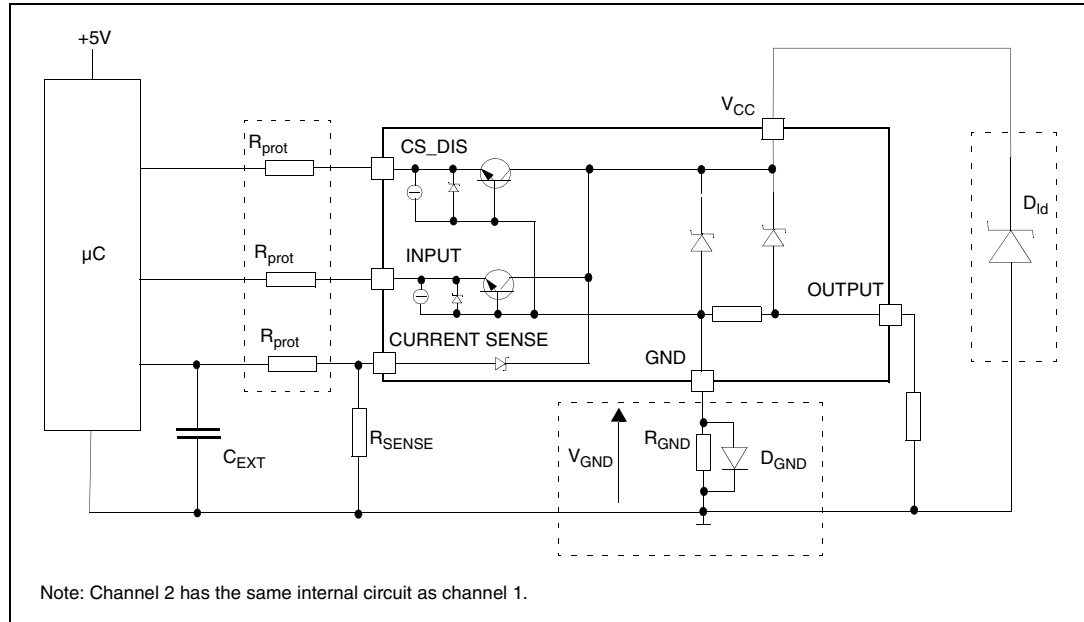 +5V
V_CC
R_prot
CS_DIS
D_ld
µC
R_prot
INPUT
OUTPUT
R_prot
CURRENT SENSE
GND
R_SENSE
C_EXT
V_GND
R_GND
D_GND
Note: Channel 2 has the same internal circuit as channel 1.